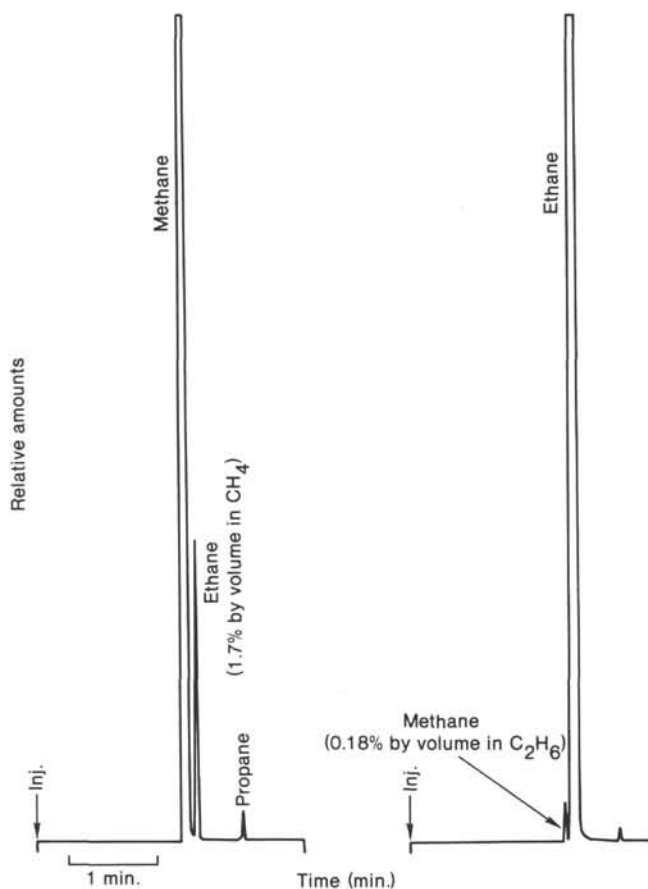 Relative amounts
Inj.
Methane
Ethane
(1.7% by volume in CH4)
Propane
Inj.
Ethane
Methane
(0.18% by volume in C2H6)
1 min.
Time (min.)